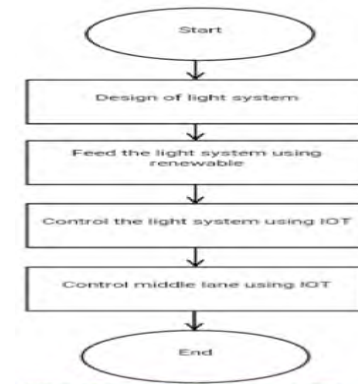 Start
Design of light system
Feed the light system using
renewable
Control the light system using IOT
Control middle lane using IOT
End